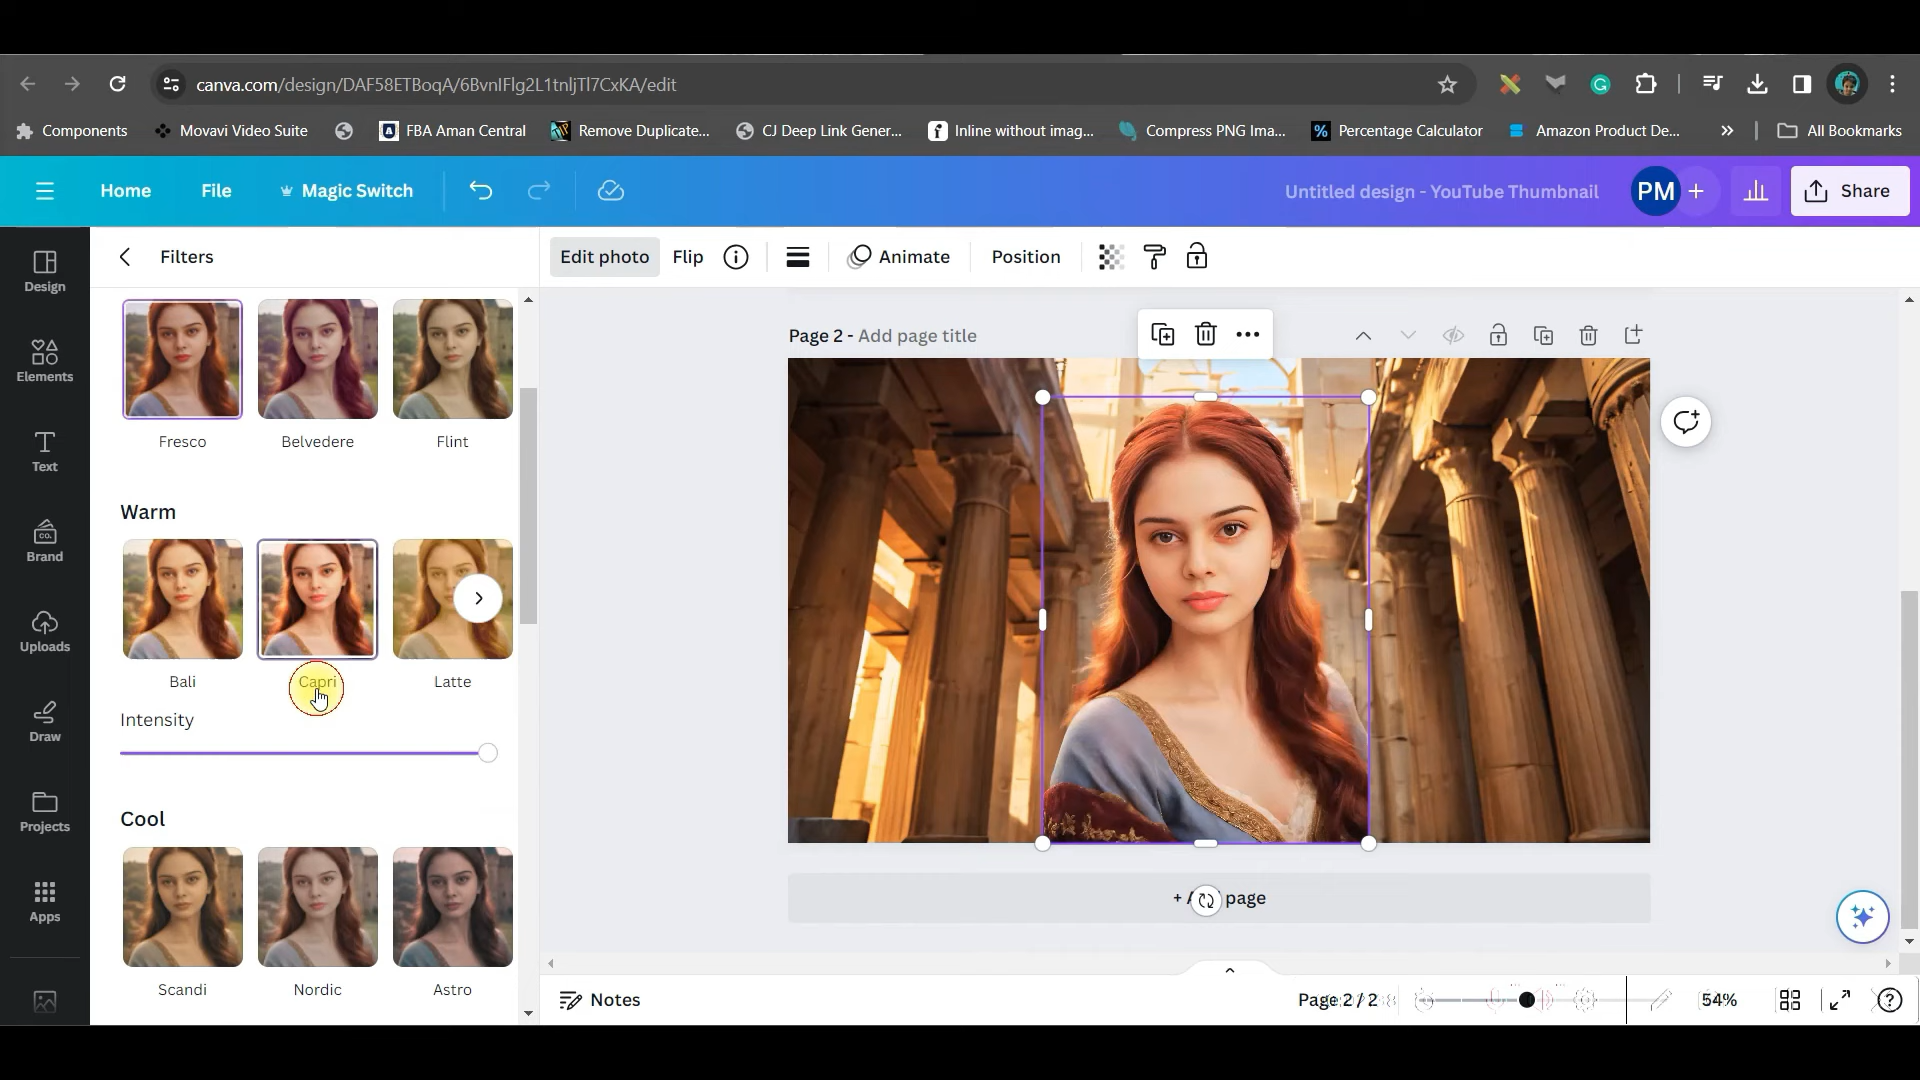 canva.com/design/DAF58ETBoqA/6BvnIFlg2L1tnljTl7CxKA/edit
Components
Movavi Video Suite
FBA Aman Central
Remove Duplicate...
CJ Deep Link Gener...
Inline without imag...
Compress PNG Ima...
Percentage Calculator
Amazon Product De...
All Bookmarks
Home
File
Magic Switch
Untitled design - YouTube Thumbnail
PM
Share
Design
Elements
Text
Brand
Uploads
Draw
Projects
Apps
Filters
Fresco
Belvedere
Flint
Warm
Bali
Capri
Latte
Intensity
Cool
Scandi
Nordic
Astro
Edit photo
Flip
Animate
Position
Page 2 - Add page title
page
Notes
Page 2 / 2
54%